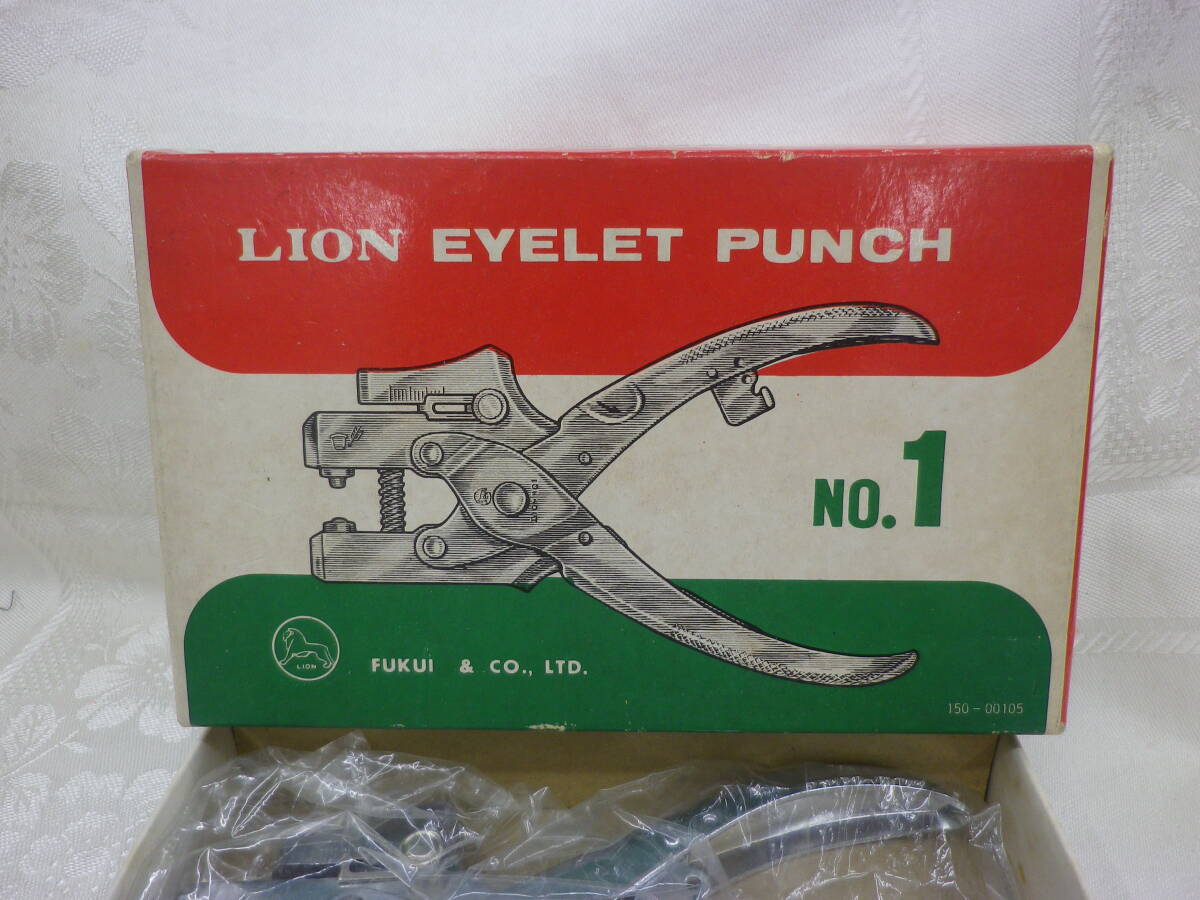 LION EYELET PUNCH
NO.1
LION
FUKUI & CO., LTD.
150-00105